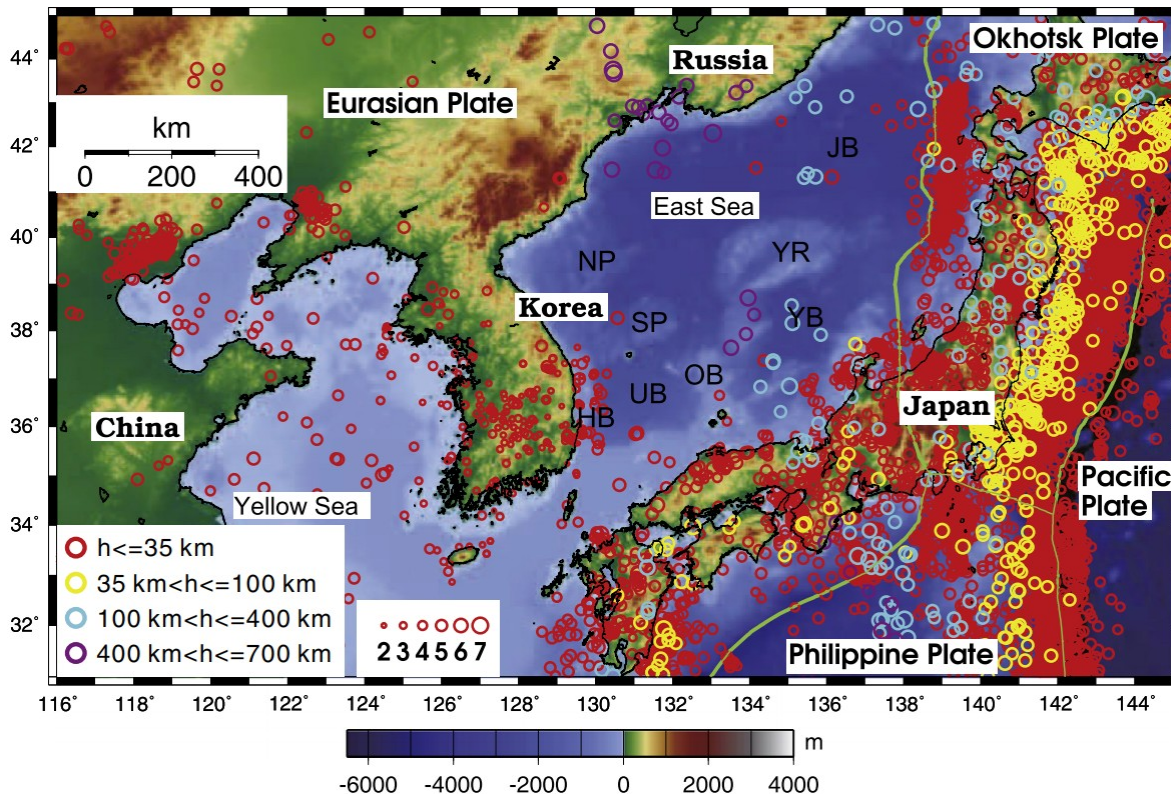 44°
42°
40°
38°
36°
34°
32°
Okhotsk Plate
Russia
Eurasian Plate
km
0 200 400
JB
East Sea
NP
YR
Korea
SP
YB
OB
UB
HB
Japan
China
Pacific
Plate
Yellow Sea
h<=35 km
35 km<h<=100 km
100 km<h<=400 km
400 km<h<=700 km
2 3 4 5 6 7
Philippine Plate
116° 118° 120° 122° 124° 126° 128° 130° 132° 134° 136° 138° 140° 142° 144°
m
-6000 -4000 -2000 0 2000 4000